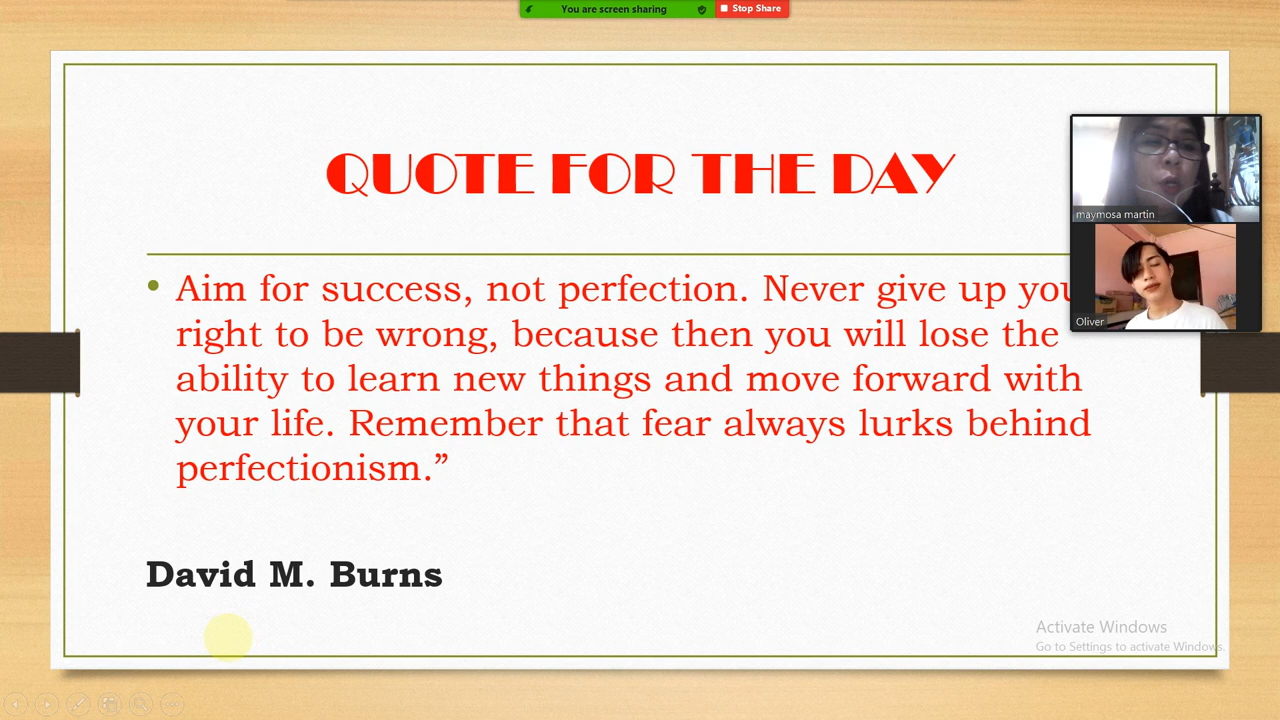 You are screen sharing
Stop Share
QUOTE FOR THE DAY
Aim for success, not perfection. Never give up you
right to be wrong, because then you will lose the
ability to learn new things and move forward with
your life. Remember that fear always lurks behind
perfectionism.”
David M. Burns
maymosa martin
Oliver
Activate Windows
Go to Settings to activate Windows.